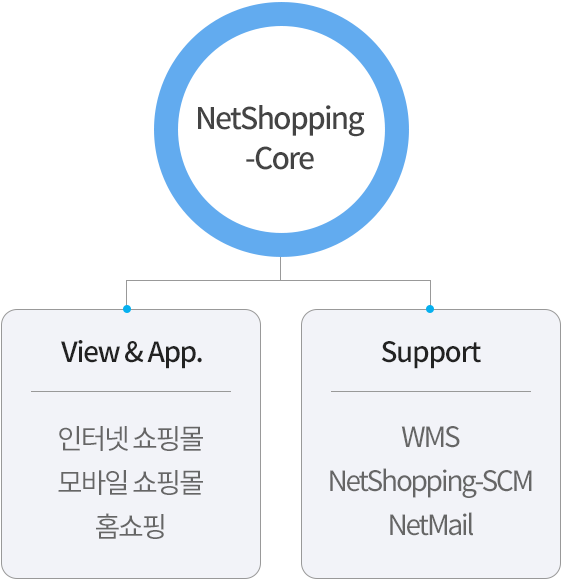 NetShopping
-Core
View & App.
인터넷 쇼핑몰
모바일 쇼핑몰
홈쇼핑
Support
WMS
NetShopping-SCM
NetMail